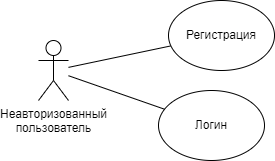 Регистрация
Неавторизованный
пользователь
Логин